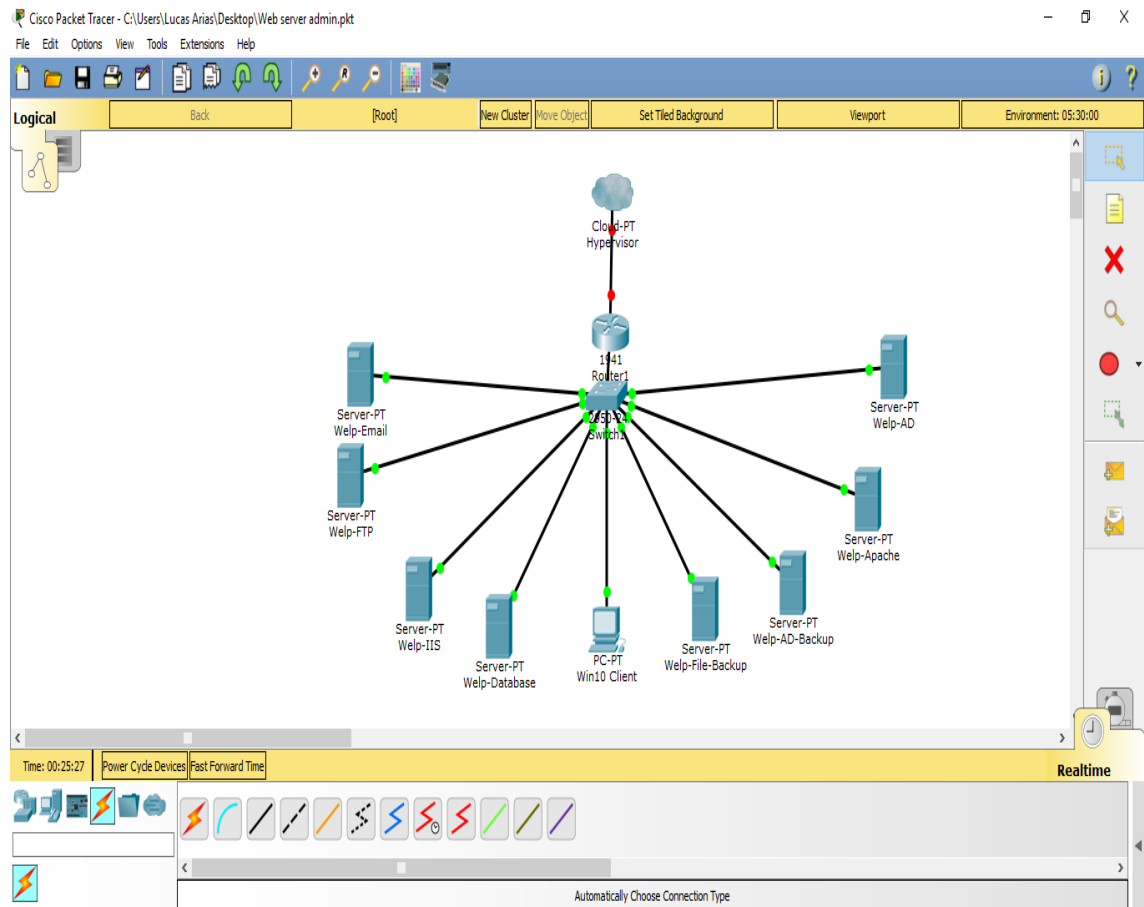 Cisco Packet Tracer - C:\Users\Lucas Arias\Desktop\Web server admin.pkt
File Edit Options View Tools Extensions Help
Logical
Back
[Root]
New Cluster
Move Object
Set Tiled Background
Viewport
Environment: 05:30:00
Cloud-PT
Hypervisor
1941
Router1
2950-24
Switch1
Server-PT
Welp-Email
Server-PT
Welp-AD
Server-PT
Welp-FTP
Server-PT
Welp-Apache
Server-PT
Welp-IIS
Server-PT
Welp-AD-Backup
Server-PT
Welp-Database
PC-PT
Win10 Client
Server-PT
Welp-File-Backup
Time: 00:25:27
Power Cycle Devices
Fast Forward Time
Realtime
Automatically Choose Connection Type